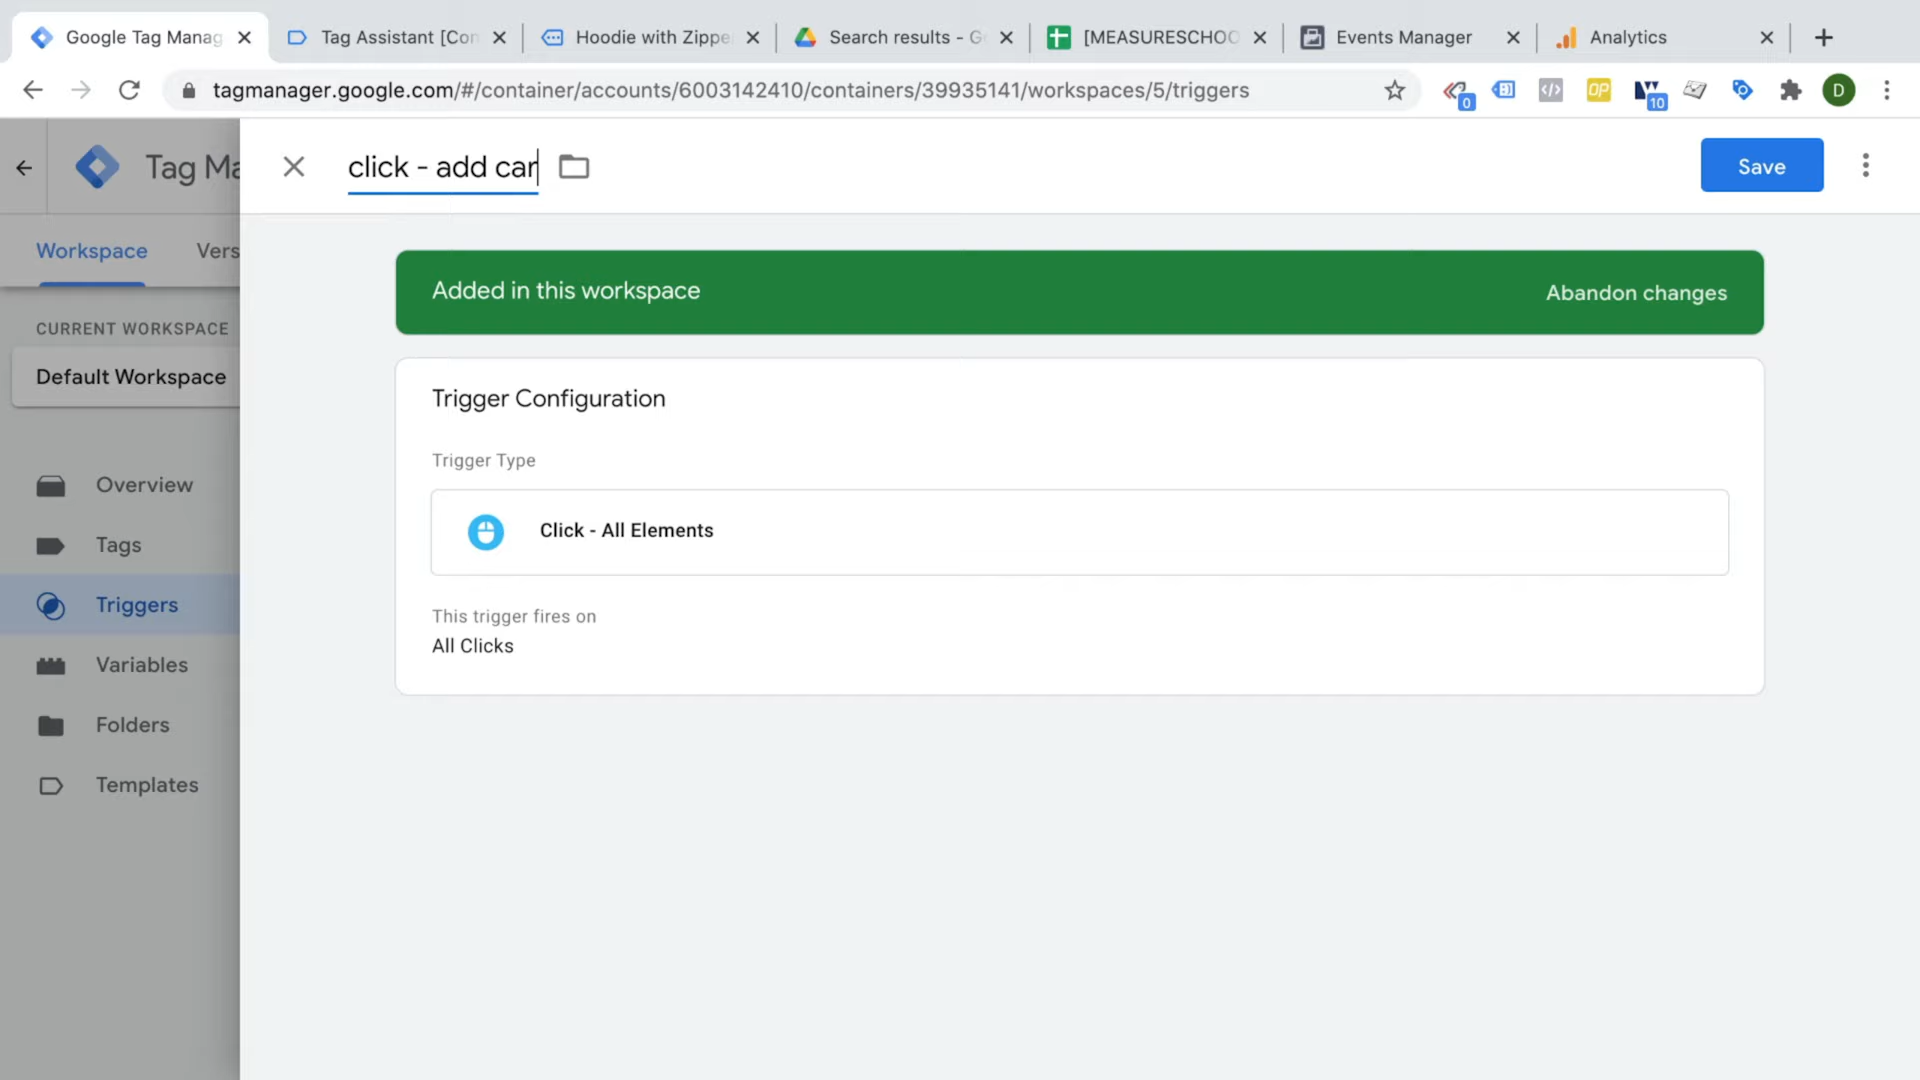 Google Tag Manag
Tag Assistant [Con
Hoodie with Zippe
Search results - G
[MEASURESCHOO
Events Manager
Analytics
tagmanager.google.com/#/container/accounts/6003142410/containers/39935141/workspaces/5/triggers
0
OP
10
D
Tag Ma
click - add car
Save
Workspace
Vers
Added in this workspace
Abandon changes
CURRENT WORKSPACE
Default Workspace
Trigger Configuration
Trigger Type
Click - All Elements
This trigger fires on
All Clicks
Overview
Tags
Triggers
Variables
Folders
Templates